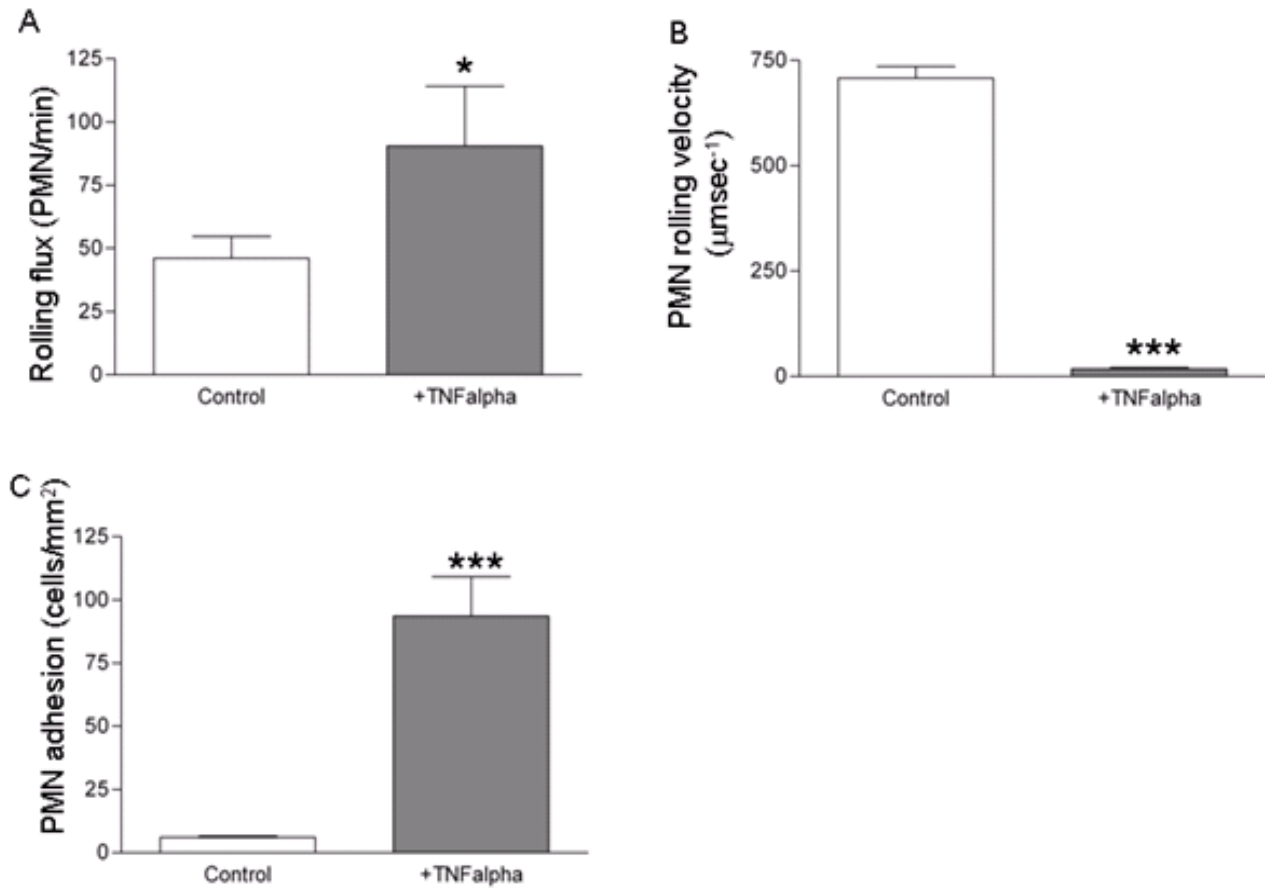 A
Rolling flux (PMN/min)
125
100
75
50
25
0
*
Control
+TNFalpha
B
PMN rolling velocity
(µmsec⁻¹)
750
500
250
0
***
Control
+TNFalpha
C
PMN adhesion (cells/mm²)
125
100
75
50
25
0
***
Control
+TNFalpha